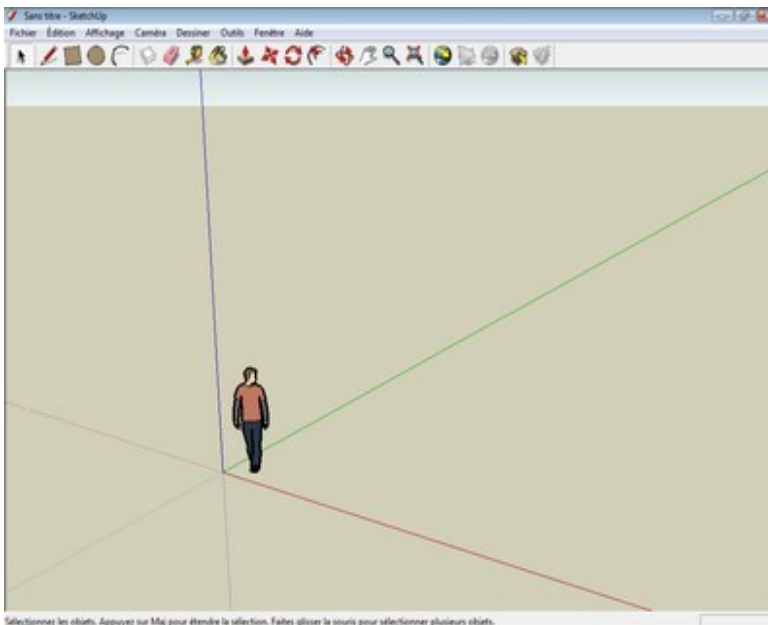 Sans titre - SketchUp
Fichier Édition Affichage Caméra Dessiner Outils Fenêtre Aide
Sélectionner les objets. Appuyer sur Maj pour étendre la sélection. Faites glisser la souris pour sélectionner plusieurs objets.